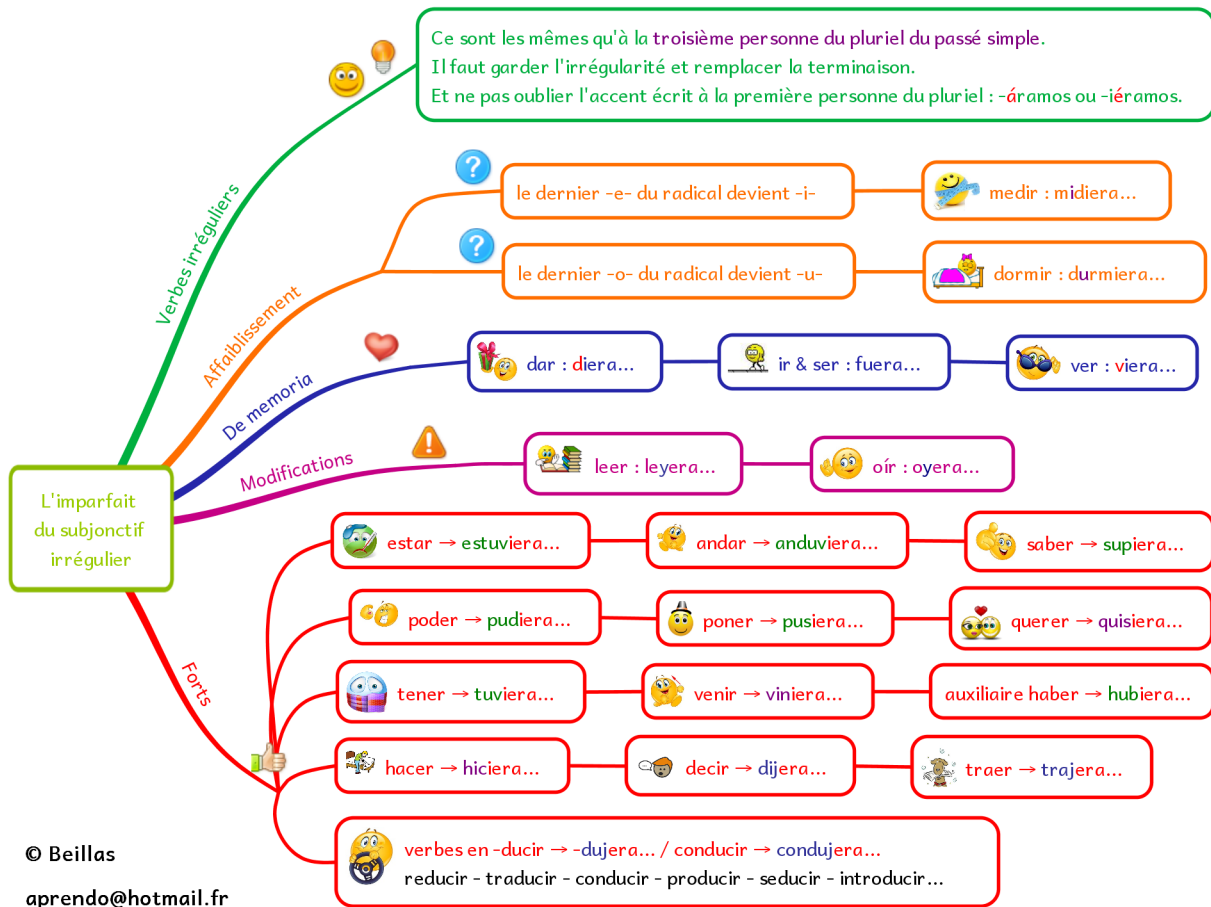 Ce sont les mêmes qu'à la troisième personne du pluriel du passé simple.
Il faut garder l'irrégularité et remplacer la terminaison.
Et ne pas oublier l'accent écrit à la première personne du pluriel : -áramos ou -iéramos.
Verbes irréguliers
le dernier -e- du radical devient -i-
medir : midiera...
le dernier -o- du radical devient -u-
dormir : durmiera...
Affaiblissement
dar : diera...
ir & ser : fuera...
ver : viera...
De memoria
leer : leyera...
oír : oyera...
Modifications
L'imparfait
du subjonctif
irrégulier
estar → estuviera...
andar → anduviera...
saber → supiera...
poder → pudiera...
poner → pusiera...
querer → quisiera...
Forts
tener → tuviera...
venir → viniera...
auxiliaire haber → hubiera...
hacer → hiciera...
decir → dijera...
traer → trajera...
verbes en -ducir → -dujera... / conducir → condujera...
reducir - traducir - conducir - producir - seducir - introducir...
© Beillas
aprendo@hotmail.fr